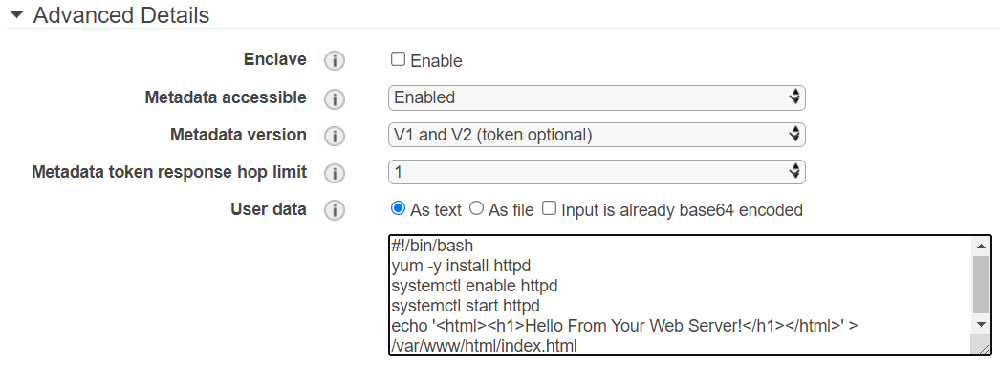 Advanced Details
Enclave i Enable
Metadata accessible i Enabled
Metadata version i V1 and V2 (token optional)
Metadata token response hop limit i 1
User data i As text As file Input is already base64 encoded
#!/bin/bash
yum -y install httpd
systemctl enable httpd
systemctl start httpd
echo '<html><h1>Hello From Your Web Server!</h1></html>' >
/var/www/html/index.html